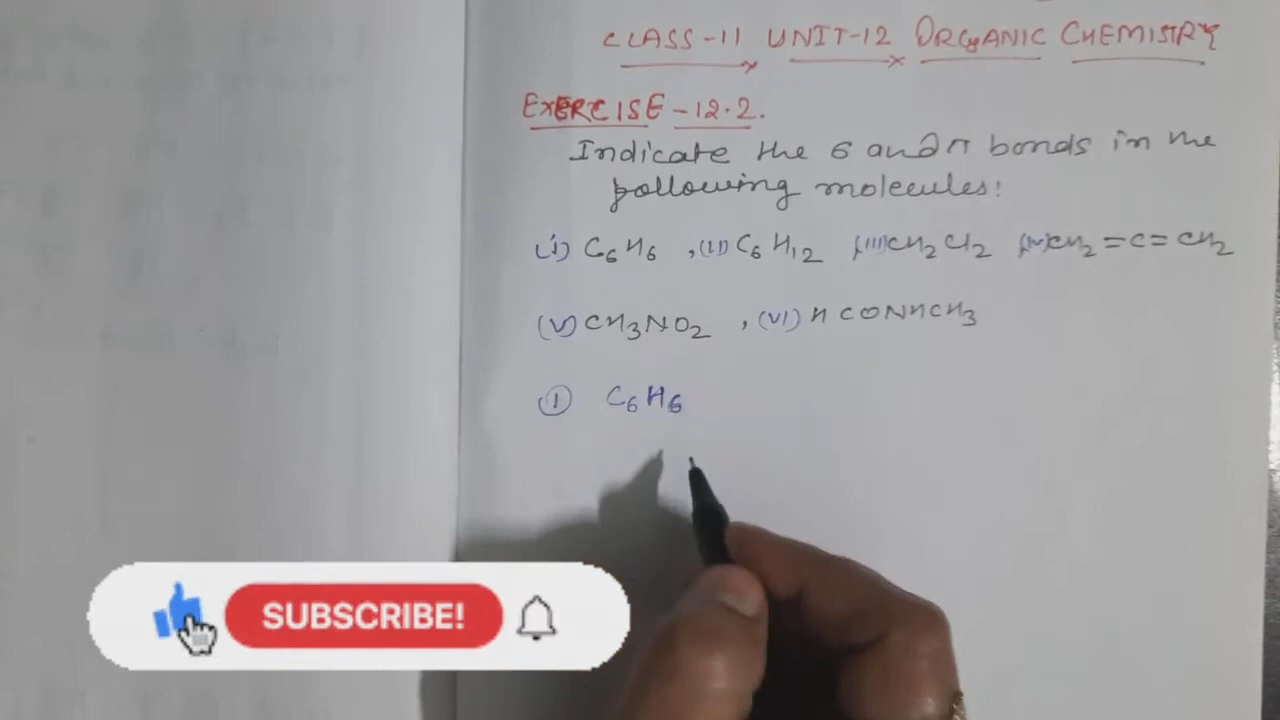 CLASS-11 UNIT-12 ORGANIC CHEMISTRY
EXERCISE-12.2.
Indicate the σ and π bonds in the
following molecules:
(i) C6H6, (II) C6H12 (III) CH2Cl2 (IV) CH2=C=CH2
(V) CH3NO2, (VI) HCONHCH3
① C6H6
SUBSCRIBE!